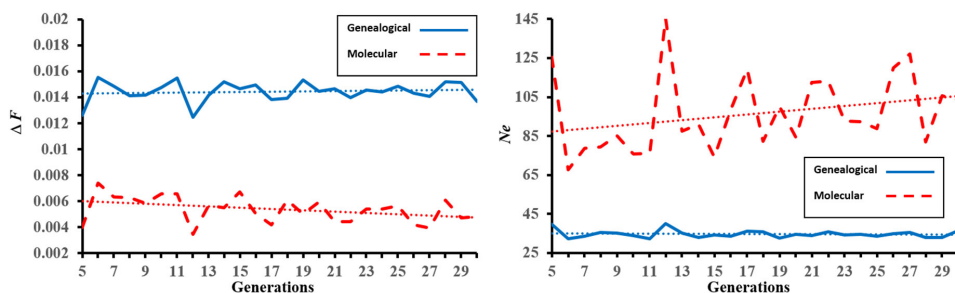 0.02
0.018
0.016
0.014
0.012
0.01
0.008
0.006
0.004
0.002
Δ F
5 7 9 11 13 15 17 19 21 23 25 27 29
Generations
Genealogical
Molecular
145
125
105
85
65
45
25
Ne
5 7 9 11 13 15 17 19 21 23 25 27 29
Generations
Genealogical
Molecular